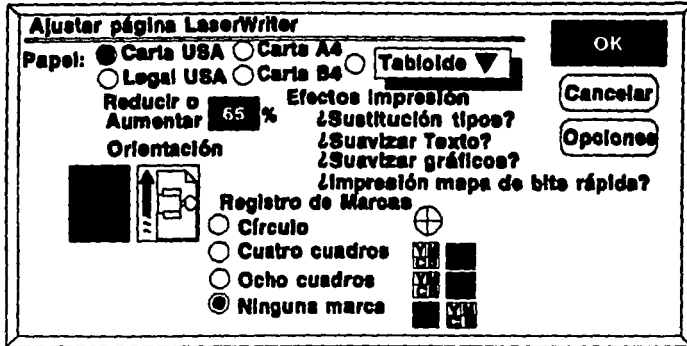 Ajustar página LaserWriter
OK
Papel: Carta USA Carta A4 Tabloide
Legal USA Carta B4
Cancelar
Reducir o Aumentar 65 %
Efectos Impresión
¿Sustitución tipos?
Opciones
¿Suavizar Texto?
Orientación
¿Suavizar gráficos?
¿Impresión mapa de bits rápida?
Registro de Marcas
Círculo
Cuatro cuadros
Ocho cuadros
Ninguna marca